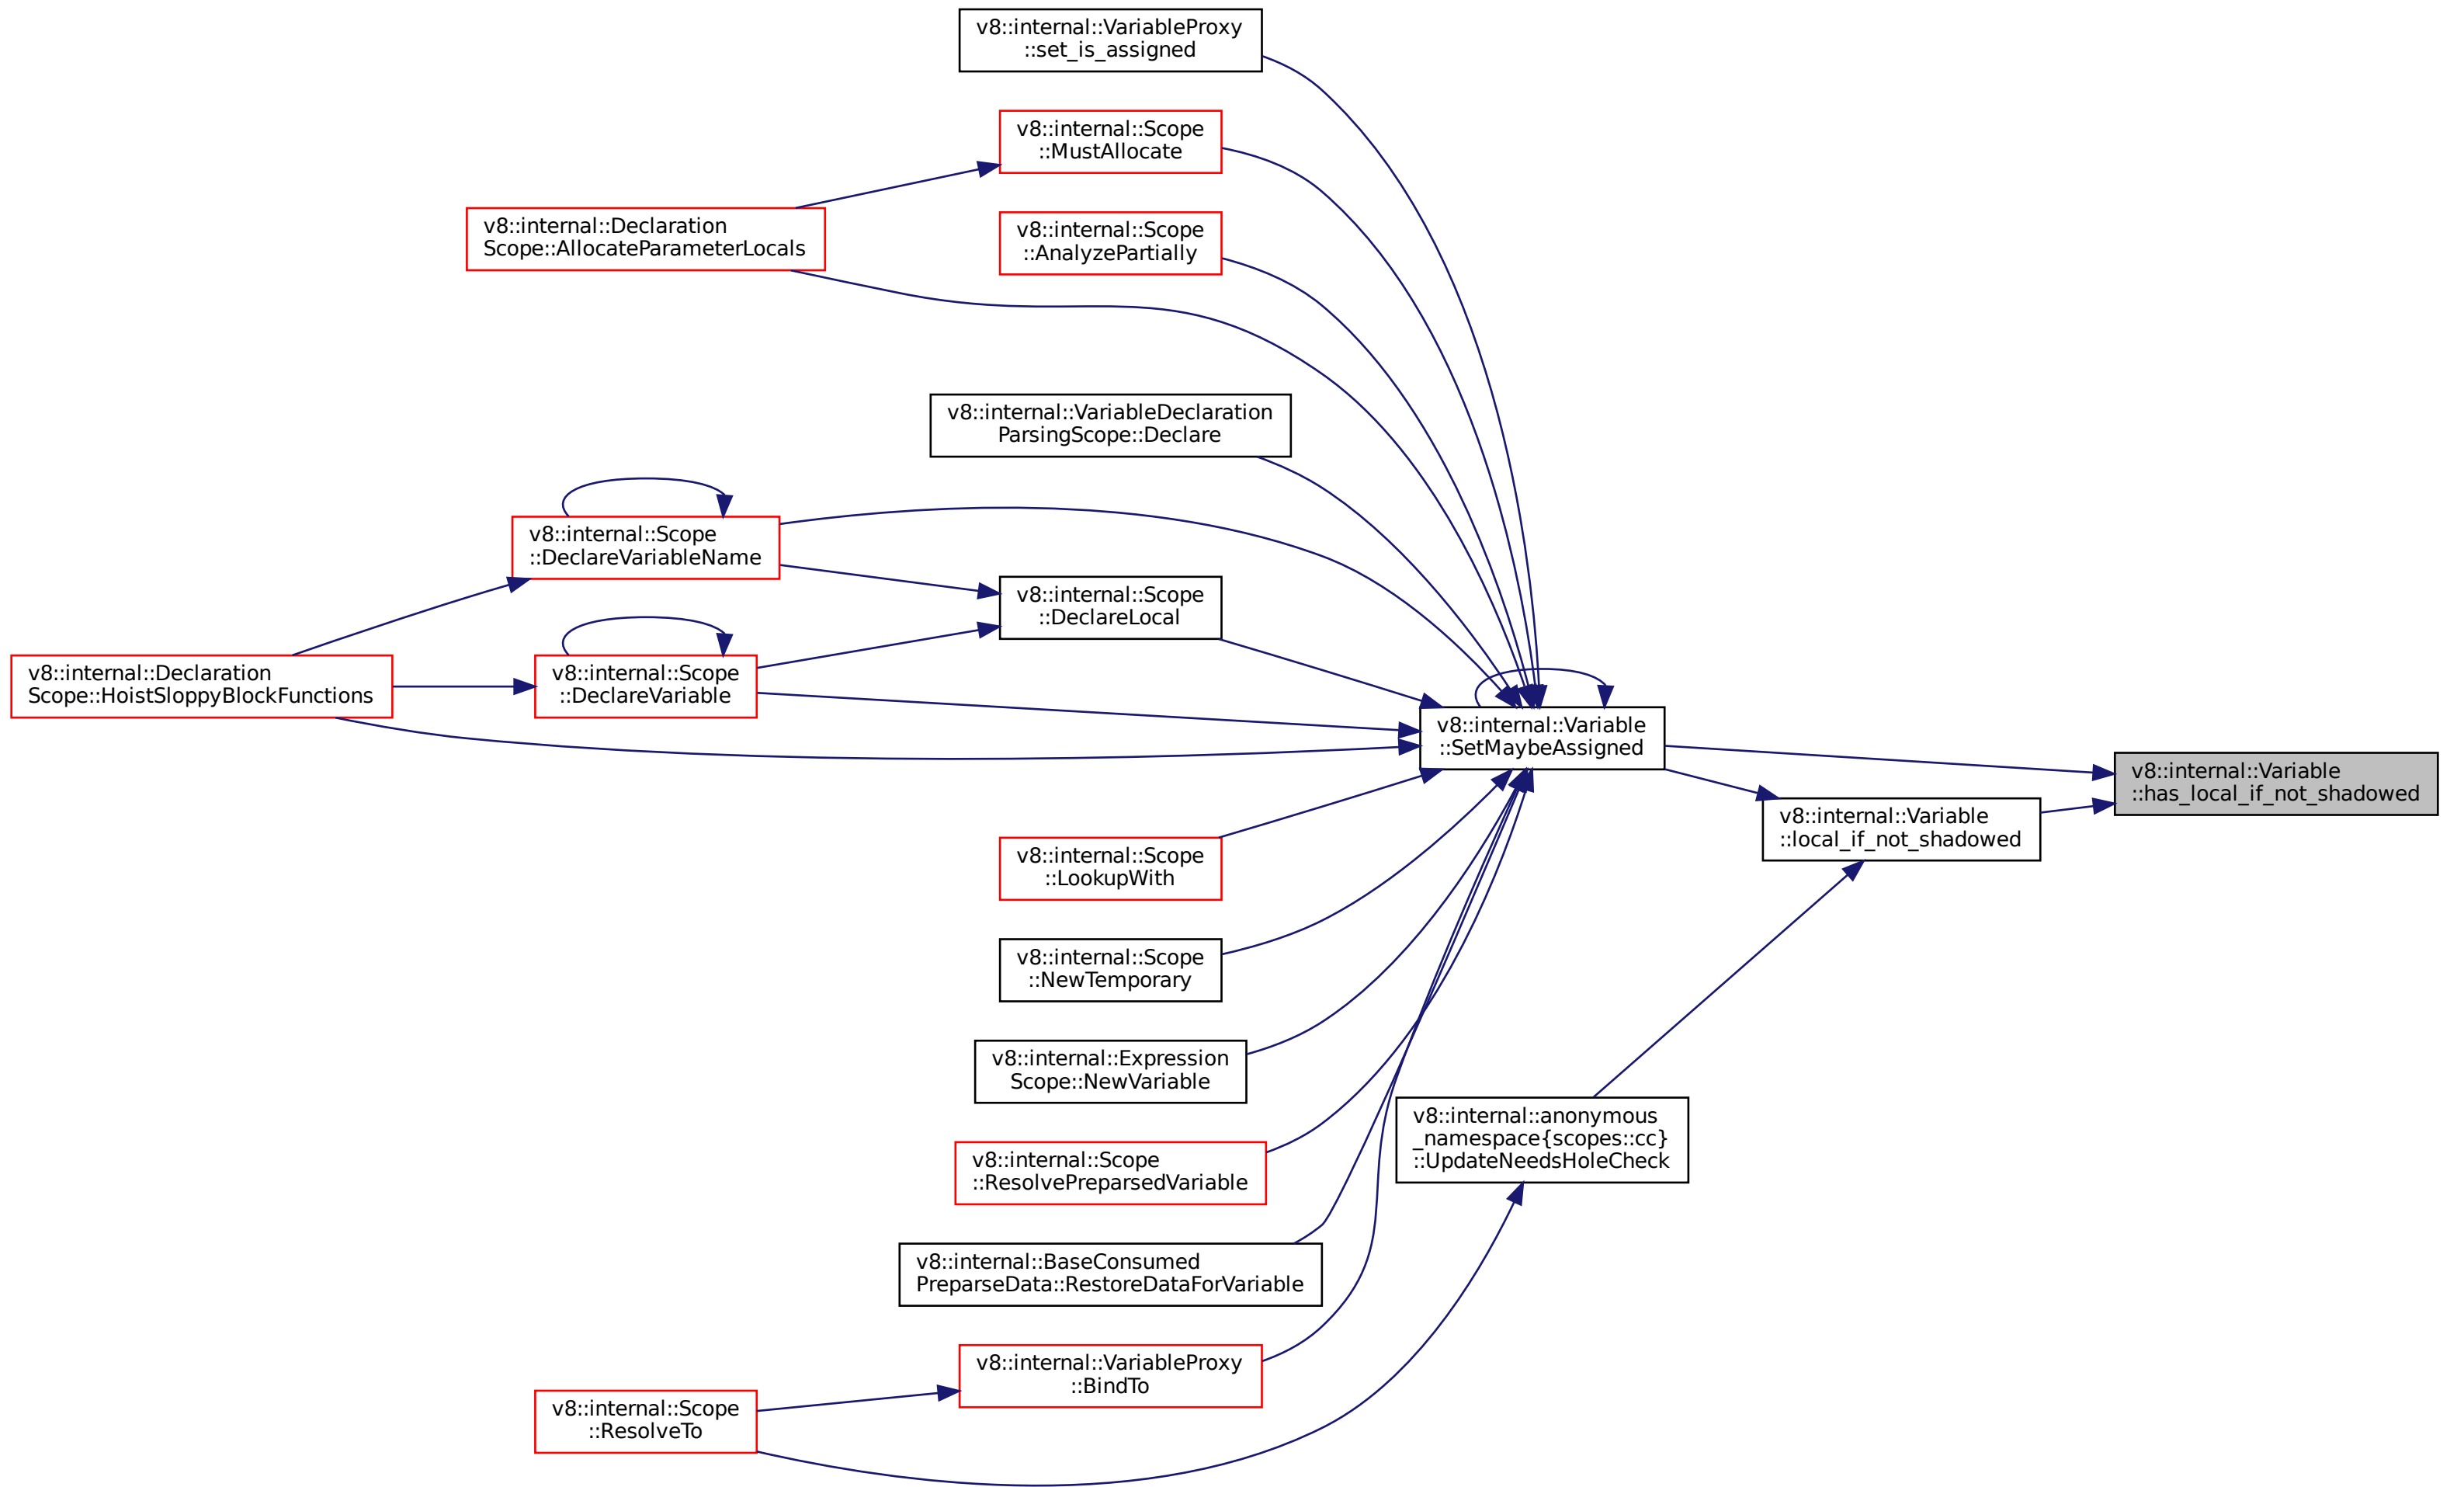 v8::internal::VariableProxy
::set_is_assigned
v8::internal::Scope
::MustAllocate
v8::internal::Declaration
Scope::AllocateParameterLocals
v8::internal::Scope
::AnalyzePartially
v8::internal::VariableDeclaration
ParsingScope::Declare
v8::internal::Scope
::DeclareVariableName
v8::internal::Scope
::DeclareLocal
v8::internal::Declaration
Scope::HoistSloppyBlockFunctions
v8::internal::Scope
::DeclareVariable
v8::internal::Variable
::SetMaybeAssigned
v8::internal::Variable
::has_local_if_not_shadowed
v8::internal::Variable
::local_if_not_shadowed
v8::internal::Scope
::LookupWith
v8::internal::Scope
::NewTemporary
v8::internal::Expression
Scope::NewVariable
v8::internal::anonymous
_namespace{scopes::cc}
::UpdateNeedsHoleCheck
v8::internal::Scope
::ResolvePreparsedVariable
v8::internal::BaseConsumed
PreparseData::RestoreDataForVariable
v8::internal::VariableProxy
::BindTo
v8::internal::Scope
::ResolveTo